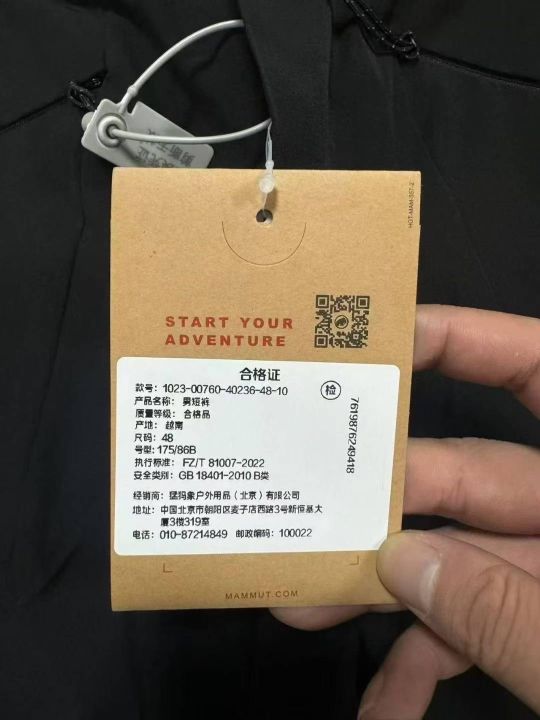 HGT-MAM-SS7-2
START YOUR
ADVENTURE
合格证
款号：1023-00760-40236-48-10
产品名称： 男短裤
质量等级： 合格品
产地： 越南
尺码： 48
号型：175/86B
执行标准： FZ/T 81007-2022
安全类别：GB 18401-2010 B类
经销商：猛犸象户外用品（北京）有限公司
地址：中国北京市朝阳区麦子店西路3号新恒基大
厦3楼319室
电话：010-87214849 邮政编码：100022
检
7619876249418
MAMMUT.COM